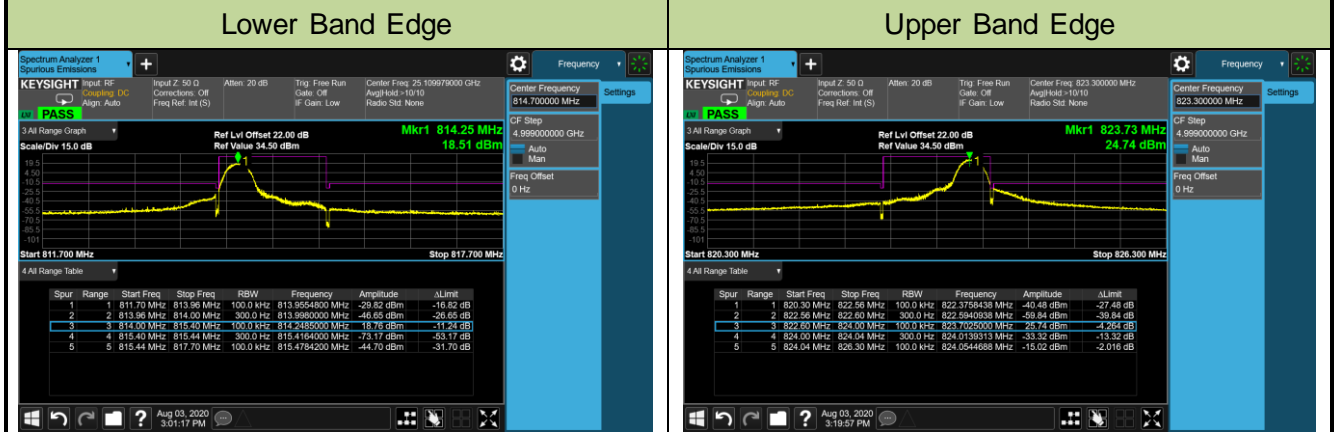 Lower Band Edge
Spectrum Analyzer 1
Spurious Emissions
+
Frequency
KEYSIGHT Input: RF Input Z: 50 Ω Atten: 20 dB Trig: Free Run Center Freq: 25.109979000 GHz
Coupling: DC Corrections: Off Gate: Off Avg|Hold:>10/10
Align: Auto Freq Ref: Int (S) IF Gain: Low Radio Std: None
PASS
Center Frequency
814.700000 MHz
Settings
CF Step
4.999000000 GHz
Auto
Man
Freq Offset
0 Hz
3 All Range Graph
Ref Lvl Offset 22.00 dB
Mkr1 814.25 MHz
Scale/Div 15.0 dB Ref Value 34.50 dBm 18.51 dBm
1
19.5
4.50
-10.5
-25.5
-40.5
-55.5
-70.5
-85.5
-101
Start 811.700 MHz Stop 817.700 MHz
4 All Range Table
Spur Range Start Freq Stop Freq RBW Frequency Amplitude ΔLimit
1 1 811.70 MHz 813.96 MHz 100.0 kHz 813.9554800 MHz -29.82 dBm -16.82 dB
2 2 813.96 MHz 814.00 MHz 300.0 Hz 813.9980000 MHz -46.65 dBm -26.65 dB
3 3 814.00 MHz 815.40 MHz 100.0 kHz 814.2485000 MHz 18.76 dBm -11.24 dB
4 4 815.40 MHz 815.44 MHz 300.0 Hz 815.4164000 MHz -73.17 dBm -53.17 dB
5 5 815.44 MHz 817.70 MHz 100.0 kHz 815.4784200 MHz -44.70 dBm -31.70 dB
?
Aug 03, 2020
3:01:17 PM
Upper Band Edge
Spectrum Analyzer 1
Spurious Emissions
+
Frequency
KEYSIGHT Input: RF Input Z: 50 Ω Atten: 20 dB Trig: Free Run Center Freq: 823.300000 MHz
Coupling: DC Corrections: Off Gate: Off Avg|Hold:>10/10
Align: Auto Freq Ref: Int (S) IF Gain: Low Radio Std: None
PASS
Center Frequency
823.300000 MHz
Settings
CF Step
4.999000000 GHz
Auto
Man
Freq Offset
0 Hz
3 All Range Graph
Ref Lvl Offset 22.00 dB
Mkr1 823.73 MHz
Scale/Div 15.0 dB Ref Value 34.50 dBm 24.74 dBm
1
19.5
4.50
-10.5
-25.5
-40.5
-55.5
-70.5
-85.5
-101
Start 820.300 MHz Stop 826.300 MHz
4 All Range Table
Spur Range Start Freq Stop Freq RBW Frequency Amplitude ΔLimit
1 1 820.30 MHz 822.56 MHz 100.0 kHz 822.3758438 MHz -40.48 dBm -27.48 dB
2 2 822.56 MHz 822.60 MHz 300.0 Hz 822.5940938 MHz -59.84 dBm -39.84 dB
3 3 822.60 MHz 824.00 MHz 100.0 kHz 823.7025000 MHz 25.74 dBm -4.264 dB
4 4 824.00 MHz 824.04 MHz 300.0 Hz 824.0139313 MHz -33.32 dBm -13.32 dB
5 5 824.04 MHz 826.30 MHz 100.0 kHz 824.0544688 MHz -15.02 dBm -2.016 dB
?
Aug 03, 2020
3:19:57 PM